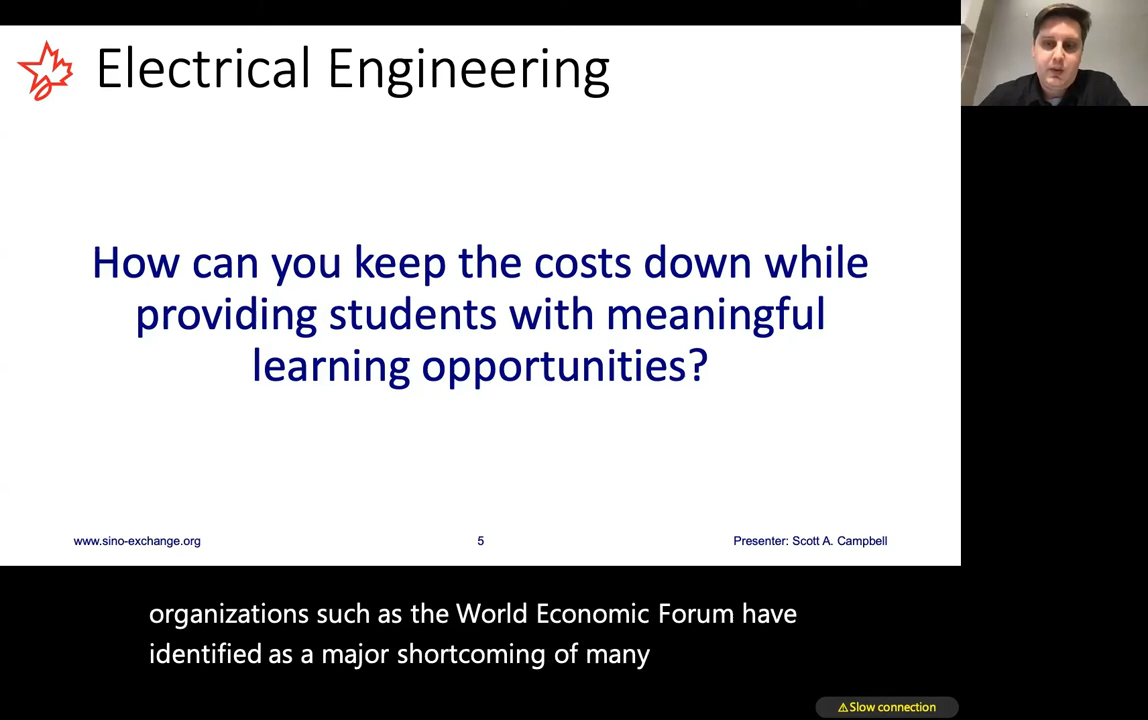 Electrical Engineering
How can you keep the costs down while
providing students with meaningful
learning opportunities?
www.sino-exchange.org
5
Presenter: Scott A. Campbell
organizations such as the World Economic Forum have
identified as a major shortcoming of many
⚠Slow connection